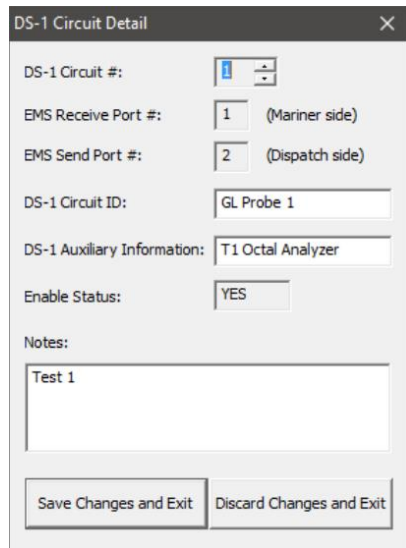 DS-1 Circuit Detail
DS-1 Circuit #: 1
EMS Receive Port #: 1 (Mariner side)
EMS Send Port #: 2 (Dispatch side)
DS-1 Circuit ID: GL Probe 1
DS-1 Auxiliary Information: T1 Octal Analyzer
Enable Status: YES
Notes:
Test 1
Save Changes and Exit Discard Changes and Exit